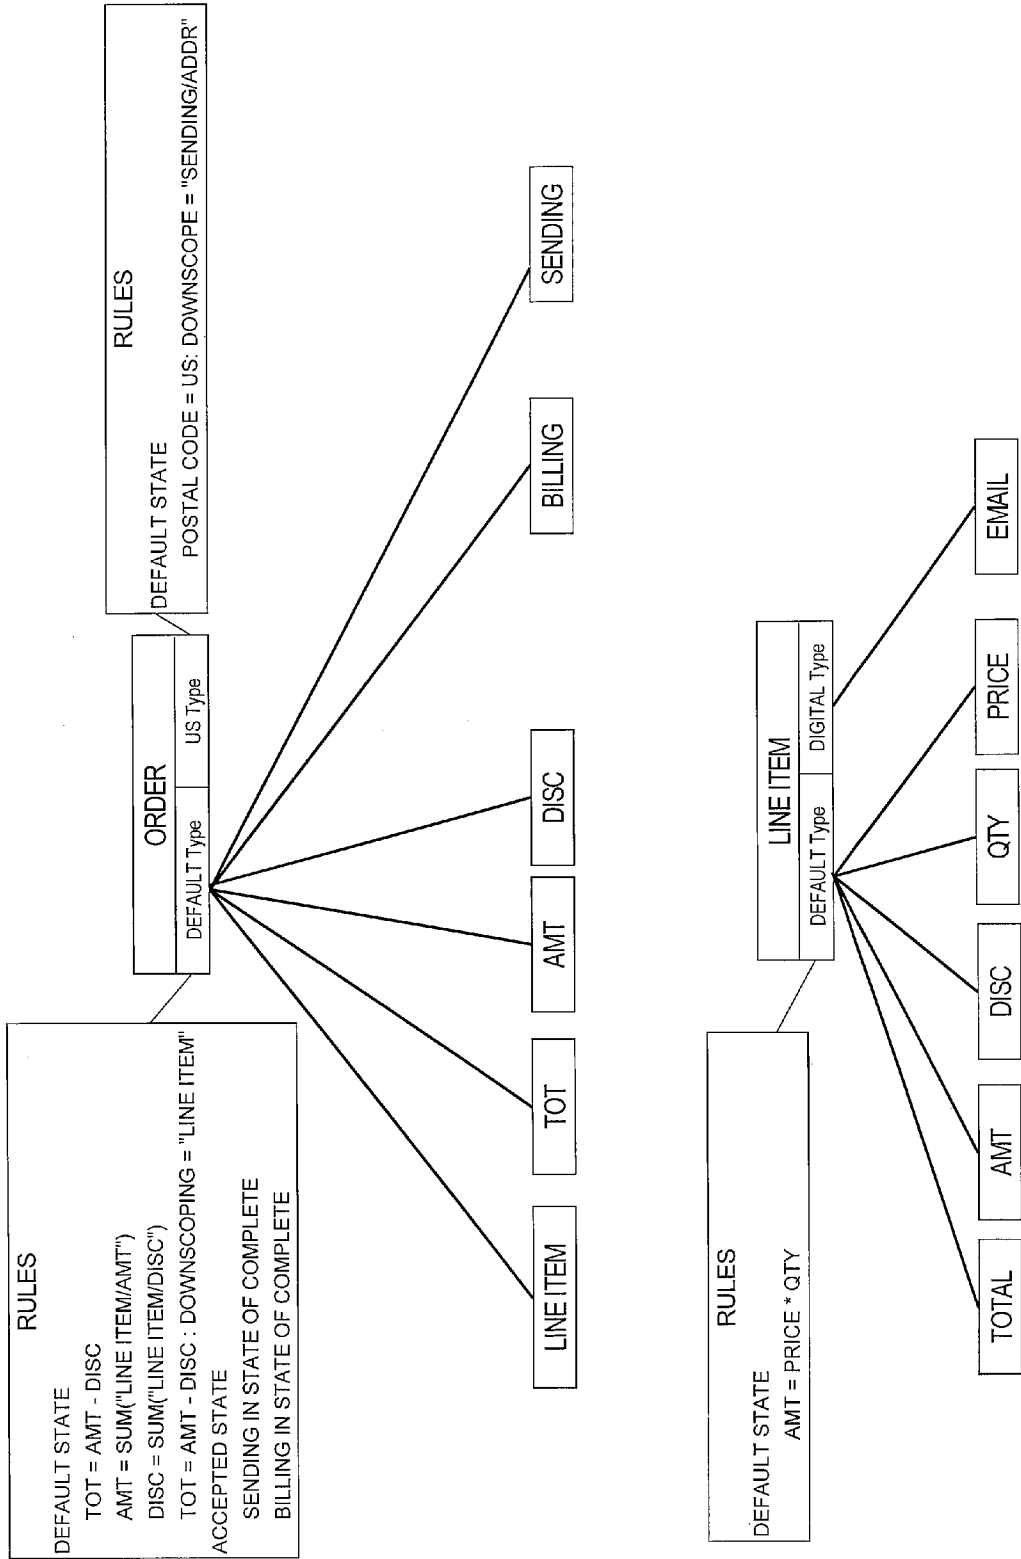 RULES
DEFAULT STATE
TOT = AMT - DISC
AMT = SUM("LINE ITEM/AMT")
DISC = SUM("LINE ITEM/DISC")
TOT = AMT - DISC : DOWNSCOPING = "LINE ITEM"
ACCEPTED STATE
SENDING IN STATE OF COMPLETE
BILLING IN STATE OF COMPLETE
ORDER
DEFAULT Type
US Type
RULES
DEFAULT STATE
POSTAL CODE = US: DOWNSCOPE = "SENDING/ADDR"
LINE ITEM
TOT
AMT
DISC
BILLING
SENDING
RULES
DEFAULT STATE
AMT = PRICE * QTY
LINE ITEM
DEFAULT Type
DIGITAL Type
TOTAL
AMT
DISC
QTY
PRICE
EMAIL